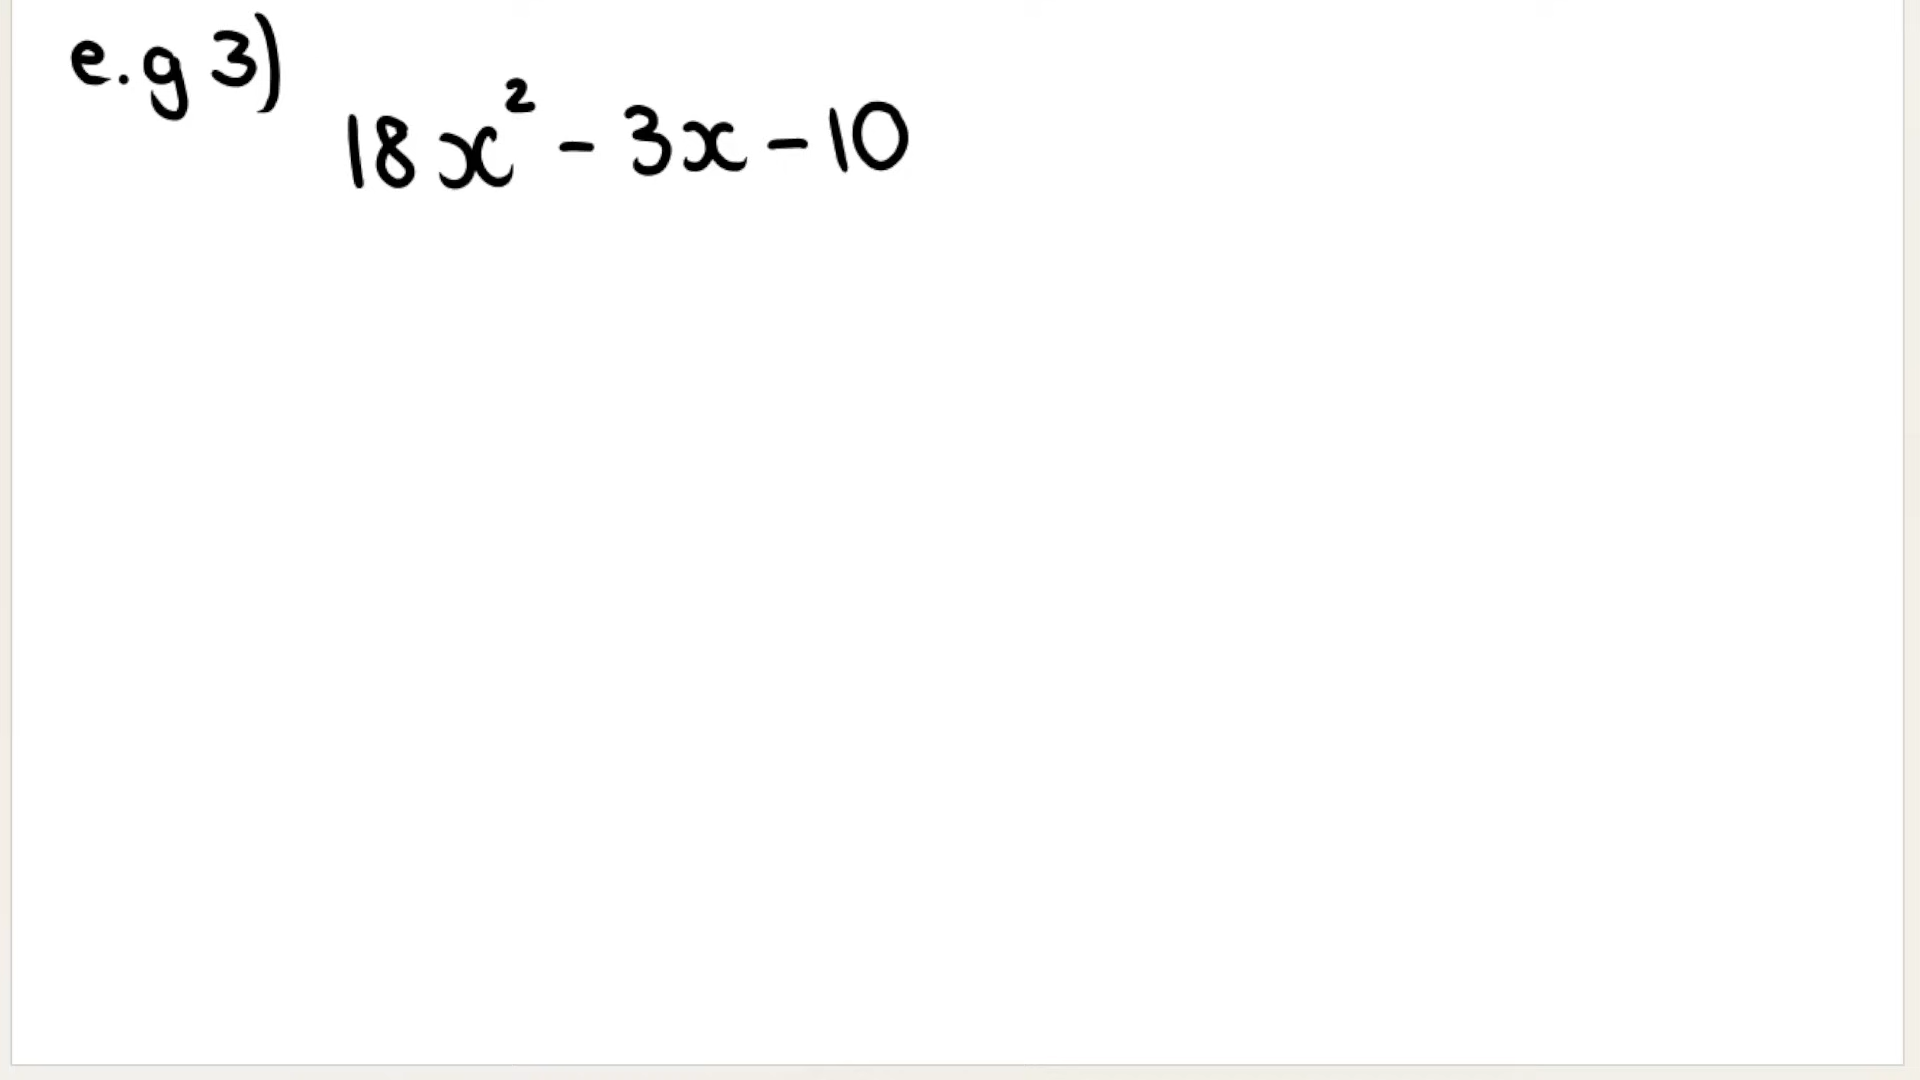 e.g 3)
18x² - 3x - 10